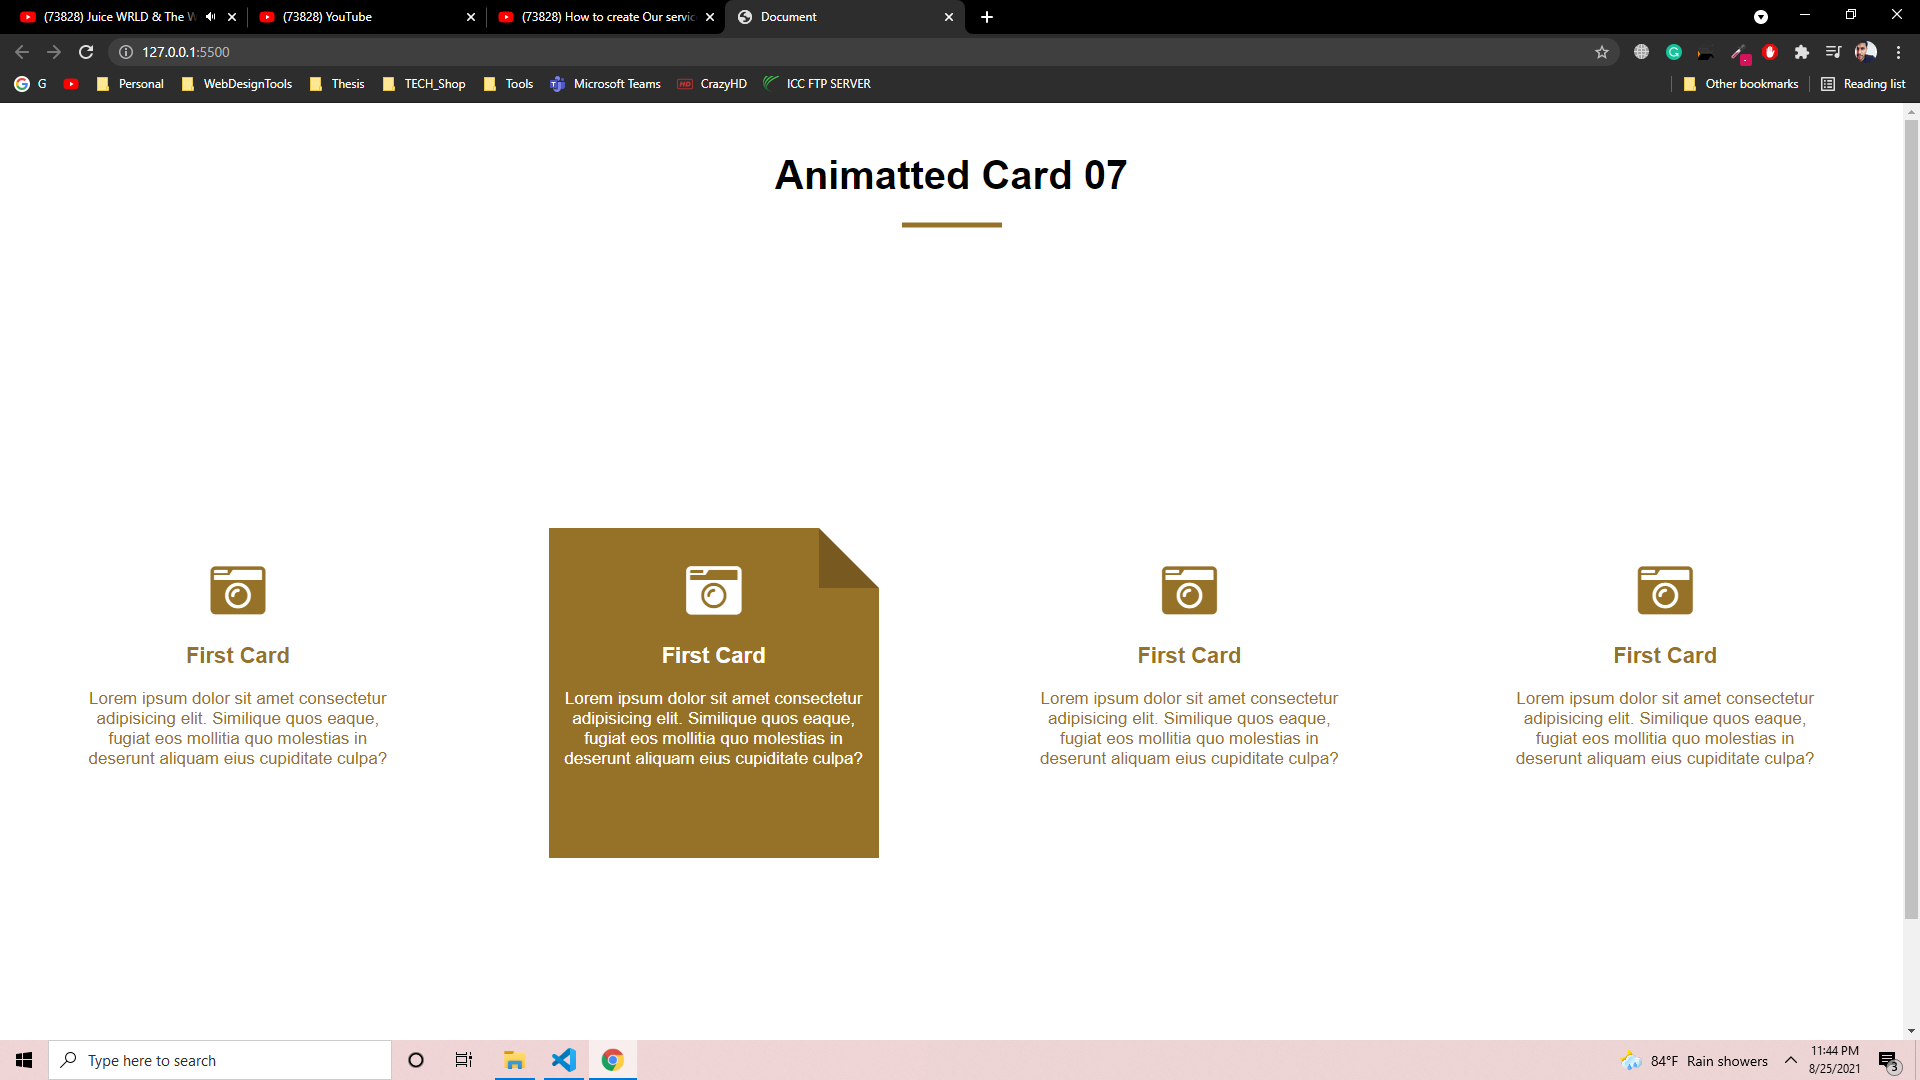 (73828) Juice WRLD & The W
(73828) YouTube
(73828) How to create Our servic
Document
127.0.0.1:5500
G
Personal
WebDesignTools
Thesis
TECH_Shop
Tools
Microsoft Teams
HD
CrazyHD
ICC FTP SERVER
Other bookmarks
Reading list
Animatted Card 07
First Card
Lorem ipsum dolor sit amet consectetur
adipisicing elit. Similique quos eaque,
fugiat eos mollitia quo molestias in
deserunt aliquam eius cupiditate culpa?
First Card
Lorem ipsum dolor sit amet consectetur
adipisicing elit. Similique quos eaque,
fugiat eos mollitia quo molestias in
deserunt aliquam eius cupiditate culpa?
First Card
Lorem ipsum dolor sit amet consectetur
adipisicing elit. Similique quos eaque,
fugiat eos mollitia quo molestias in
deserunt aliquam eius cupiditate culpa?
First Card
Lorem ipsum dolor sit amet consectetur
adipisicing elit. Similique quos eaque,
fugiat eos mollitia quo molestias in
deserunt aliquam eius cupiditate culpa?
Type here to search
84°F Rain showers
11:44 PM
8/25/2021
3